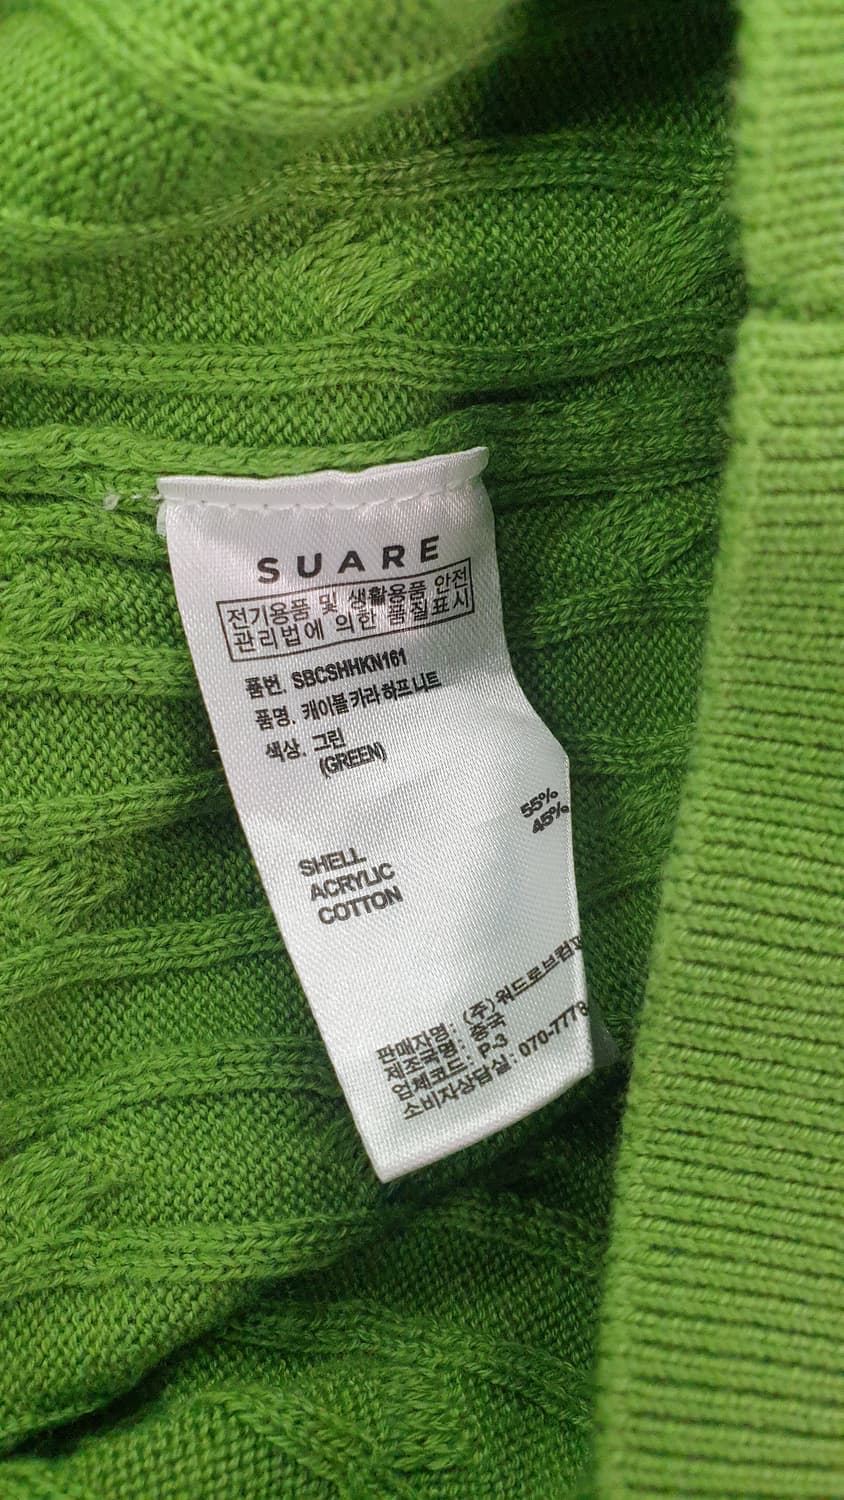 SUARE
전기용품 및 생활용품 안전
관리법에 의한 품질표시
품번. SBCSHHKN161
품명. 케이블 카라 하프 니트
색상. 그린
(GREEN)
SHELL
ACRYLIC 55%
COTTON 45%
판매자명: (주)워드로브컴퍼
제조국명: 중국
업체코드: P-3
소비자상담실: 070-7778